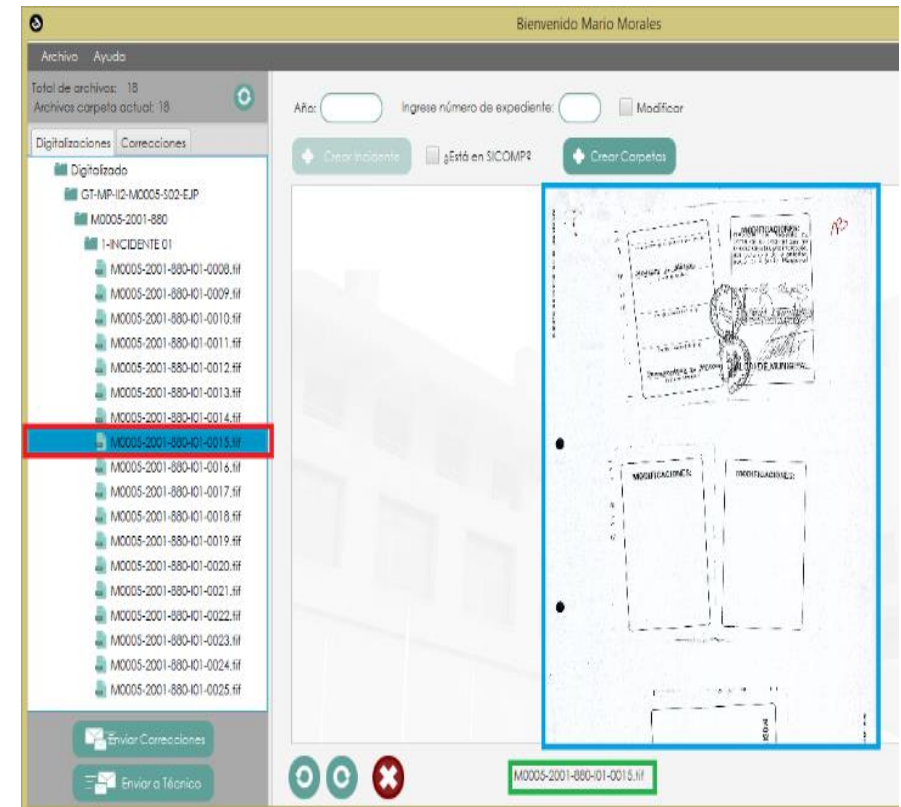 Bienvenido Mario Morales
Archivo Ayuda
Total de archivos: 18
Archivos carpeta actual: 18
Año:
Ingrese número de expediente:
Modificar
Digitalizaciones Correcciones
Crear Incidente
¿Está en SICOMP?
Crear Carpetas
Digitalizado
GT-MP-II2-M0005-S02-EJP
M0005-2001-880
1-INCIDENTE 01
M0005-2001-880-I01-0008.tif
M0005-2001-880-I01-0009.tif
M0005-2001-880-I01-0010.tif
M0005-2001-880-I01-0011.tif
M0005-2001-880-I01-0012.tif
M0005-2001-880-I01-0013.tif
M0005-2001-880-I01-0014.tif
M0005-2001-880-I01-0015.tif
M0005-2001-880-I01-0016.tif
M0005-2001-880-I01-0017.tif
M0005-2001-880-I01-0018.tif
M0005-2001-880-I01-0019.tif
M0005-2001-880-I01-0020.tif
M0005-2001-880-I01-0021.tif
M0005-2001-880-I01-0022.tif
M0005-2001-880-I01-0023.tif
M0005-2001-880-I01-0024.tif
M0005-2001-880-I01-0025.tif
MODIFICACIONES:
MODIFICACIONES:
MODIFICACIONES:
Enviar Correcciones
Enviar a Técnico
M0005-2001-880-I01-0015.tif